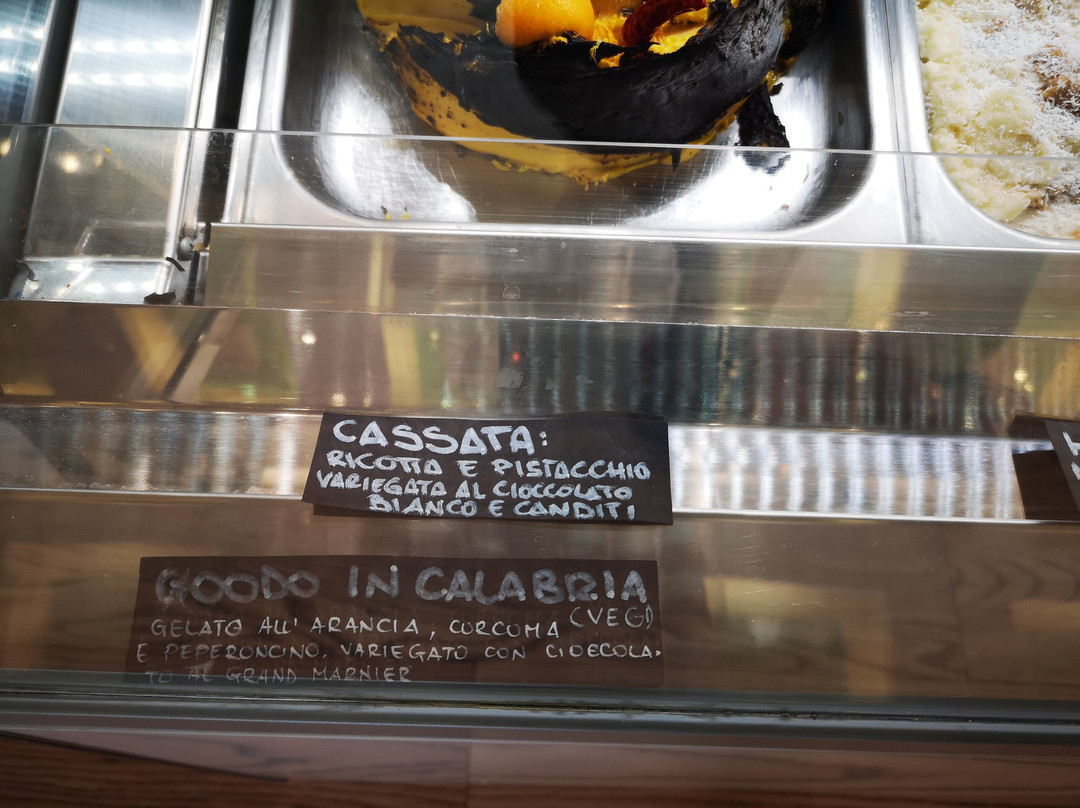 CASSATA:
RICOTTA E PISTACCHIO
VARIEGATA AL CIOCCOLATO
BIANCO E CANDITI
GOODO IN CALABRIA
(VEG)
GELATO ALL' ARANCIA, CURCUMA
E PEPERONCINO. VARIEGATO CON CIOCCOLA.
TO AL GRAND MARNIER